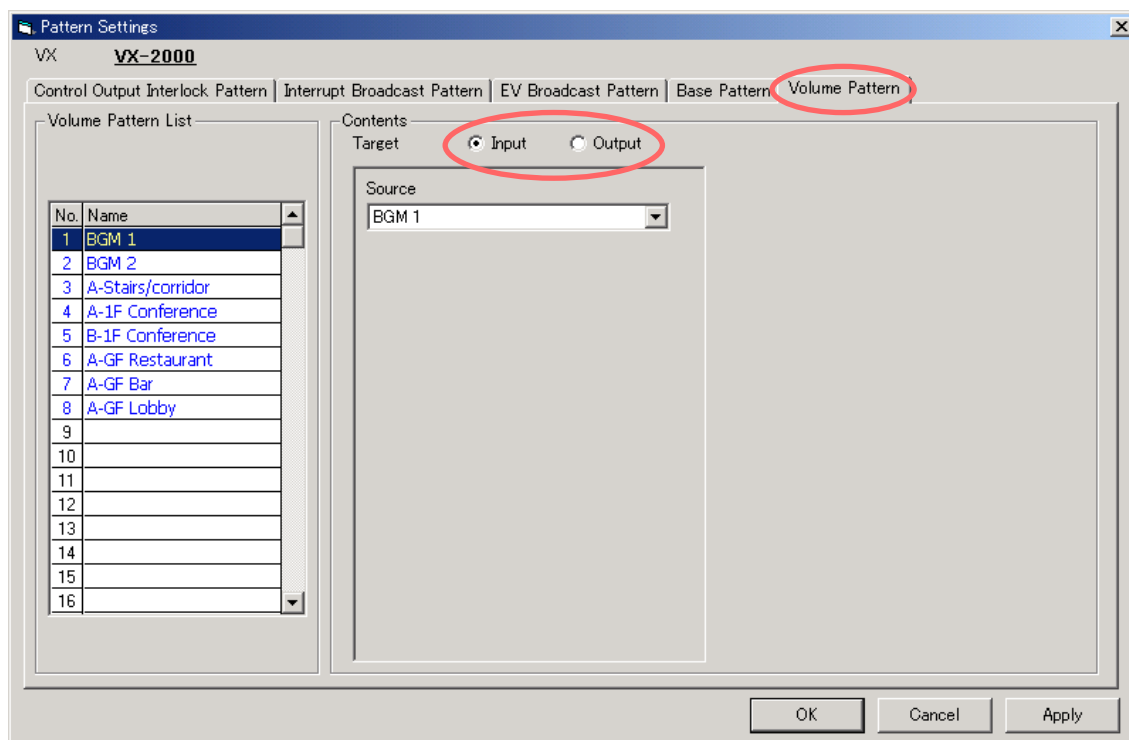 Pattern Settings
VX VX-2000
Control Output Interlock Pattern Interrupt Broadcast Pattern EV Broadcast Pattern Base Pattern Volume Pattern
Volume Pattern List
Contents
Target Input Output
Source
BGM 1
No. Name
1 BGM 1
2 BGM 2
3 A-Stairs/corridor
4 A-1F Conference
5 B-1F Conference
6 A-GF Restaurant
7 A-GF Bar
8 A-GF Lobby
9
10
11
12
13
14
15
16
OK Cancel Apply